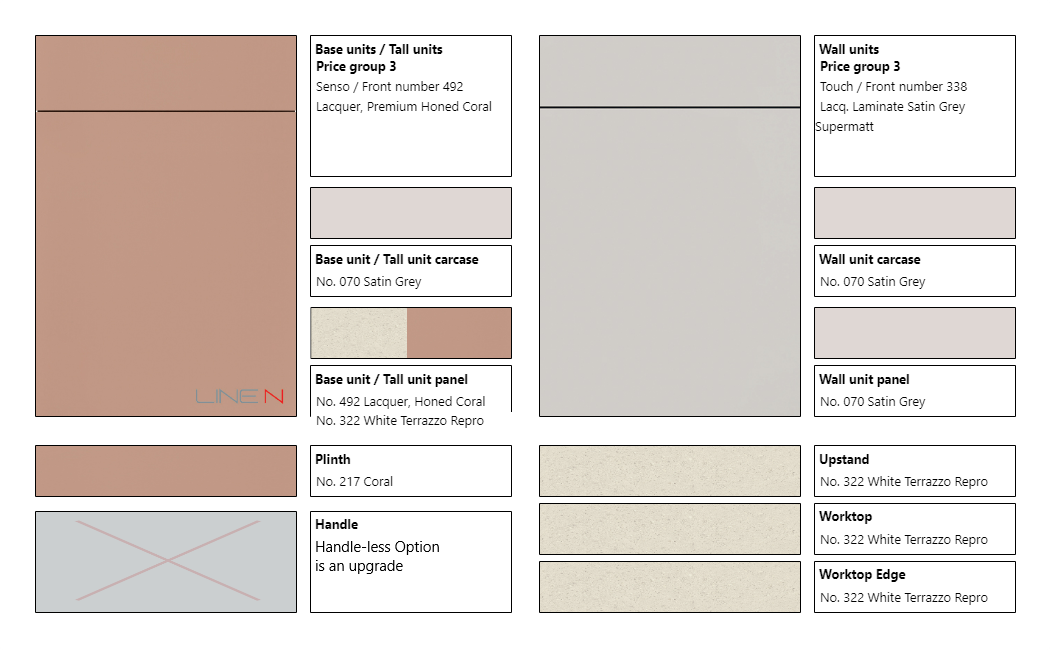 Base units / Tall units
Price group 3
Senso / Front number 492
Lacquer, Premium Honed Coral
Base unit / Tall unit carcase
No. 070 Satin Grey
Base unit / Tall unit panel
No. 492 Lacquer, Honed Coral
No. 322 White Terrazzo Repro
LINE N
Plinth
No. 217 Coral
Handle
Handle-less Option
is an upgrade
Wall units
Price group 3
Touch / Front number 338
Lacq. Laminate Satin Grey
Supermatt
Wall unit carcase
No. 070 Satin Grey
Wall unit panel
No. 070 Satin Grey
Upstand
No. 322 White Terrazzo Repro
Worktop
No. 322 White Terrazzo Repro
Worktop Edge
No. 322 White Terrazzo Repro